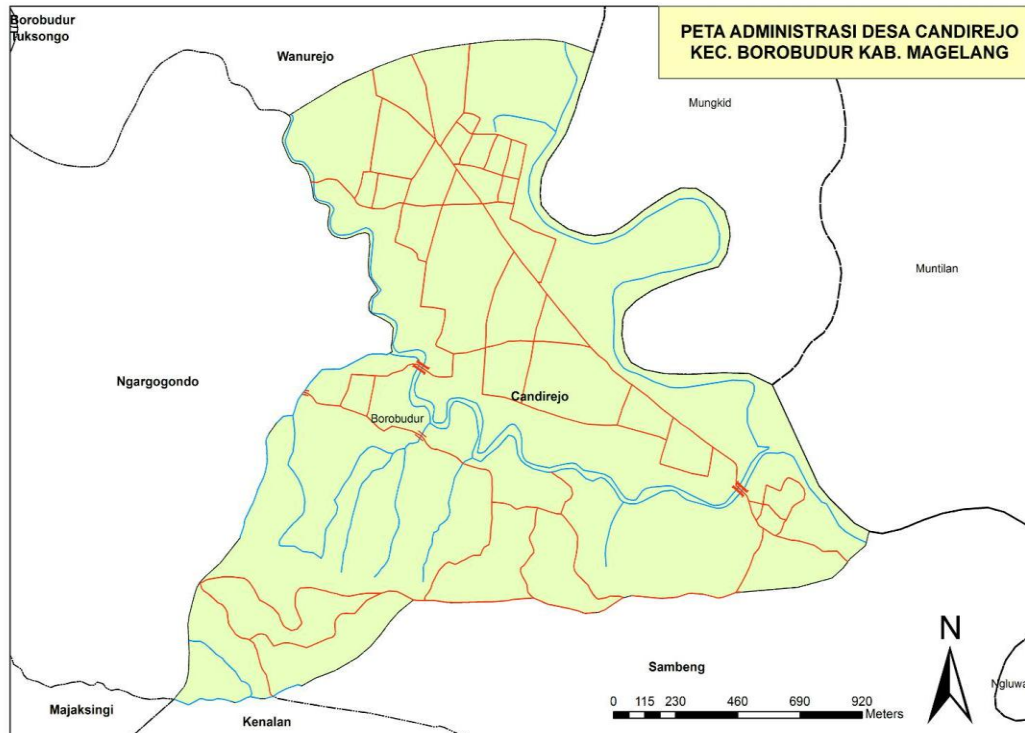 Borobudur
Tuksongo
Wanurejo
PETA ADMINISTRASI DESA CANDIREJO
KEC. BOROBUDUR KAB. MAGELANG
Mungkid
Muntilan
Ngargogondo
Candirejo
Borobudur
N
Sambeng
Ngluwa
Majaksingi
Kenalan
0 115 230 460 690 920
Meters